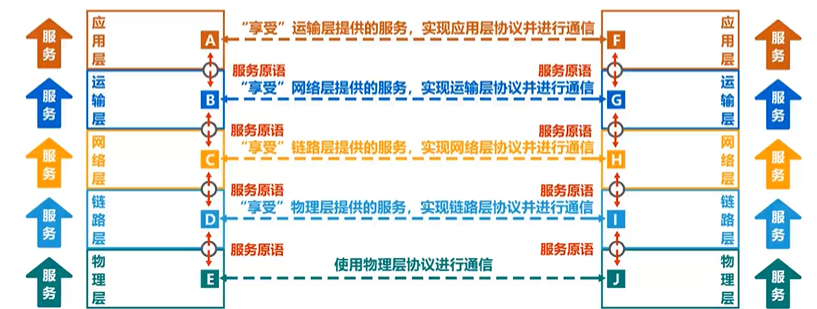 服务
应用层
A
“享受”运输层提供的服务，实现应用层协议并进行通信
F
应用层
服务
服务原语
服务原语
服务
运输层
B
“享受”网络层提供的服务，实现运输层协议并进行通信
G
运输层
服务
服务原语
服务原语
服务
网络层
C
“享受”链路层提供的服务，实现网络层协议并进行通信
H
网络层
服务
服务原语
服务原语
服务
链路层
D
“享受”物理层提供的服务，实现链路层协议并进行通信
I
链路层
服务
服务原语
服务原语
服务
物理层
E
使用物理层协议进行通信
J
物理层
服务